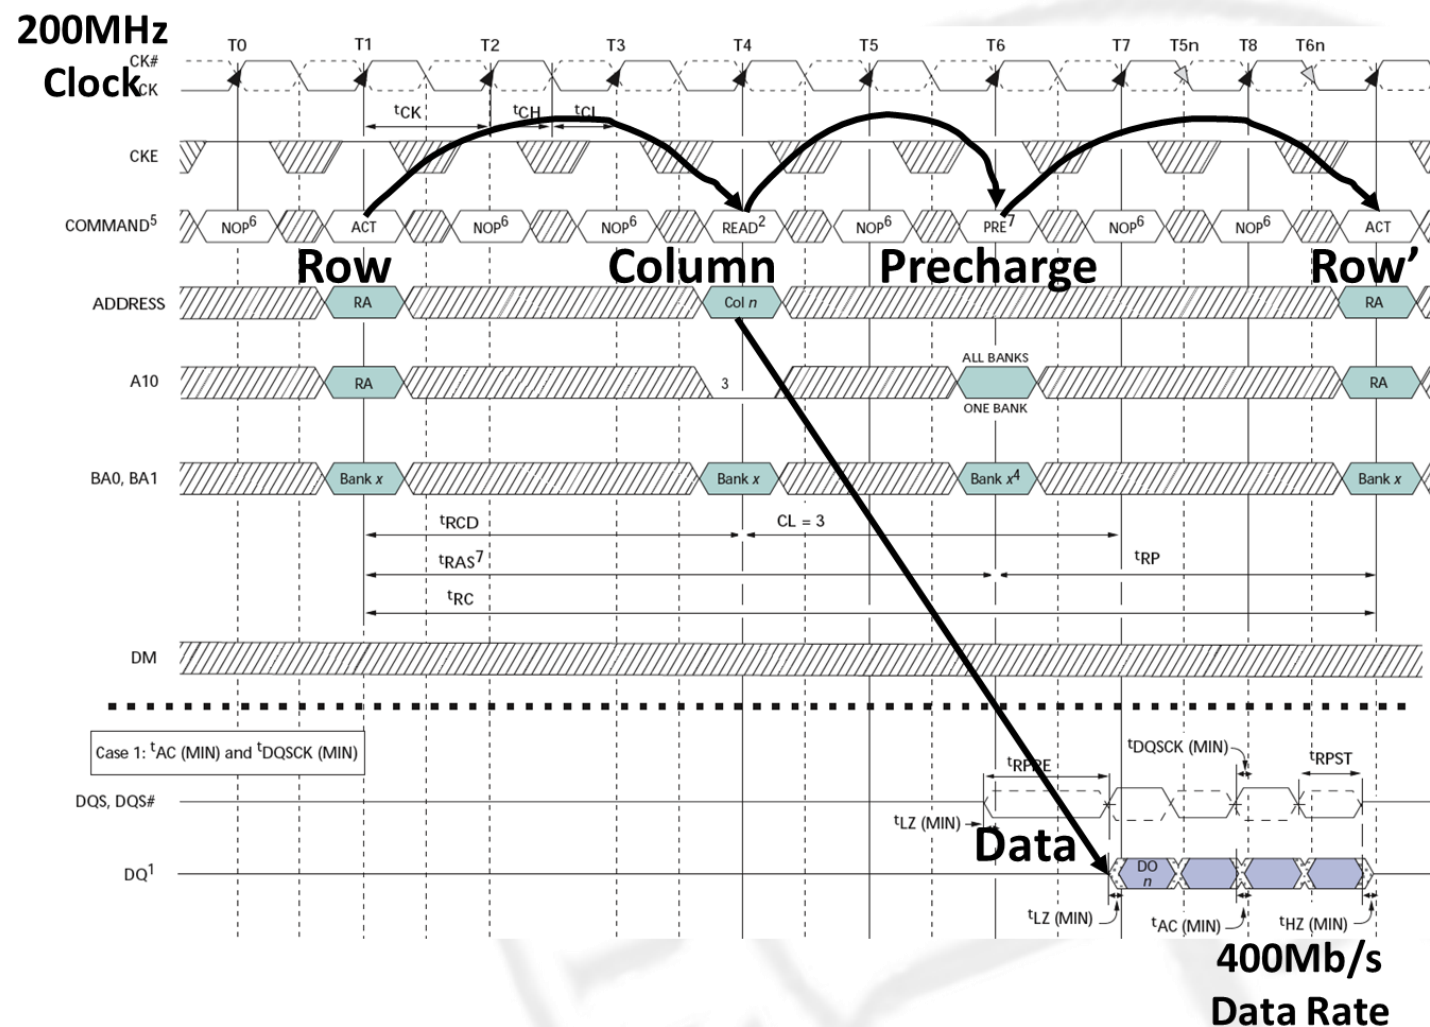 200MHz
Clock
T0 T1 T2 T3 T4 T5 T6 T7 T5n T8 T6n
CK#
CK
tCK tCH tCL
CKE
COMMAND5 NOP6 ACT NOP6 NOP6 READ2 NOP6 PRE7 NOP6 NOP6 ACT
Row Column Precharge Row’
ADDRESS RA Col n RA
ALL BANKS
A10 RA 3 RA
ONE BANK
BA0, BA1 Bank x Bank x Bank x4 Bank x
tRCD CL = 3
tRAS7 tRP
tRC
DM
Case 1: tAC (MIN) and tDQSCK (MIN)
tDQSCK (MIN)
tRPRE tRPST
DQS, DQS#
tLZ (MIN)
Data
DQ1 DO
n
tLZ (MIN) tAC (MIN) tHZ (MIN)
400Mb/s
Data Rate